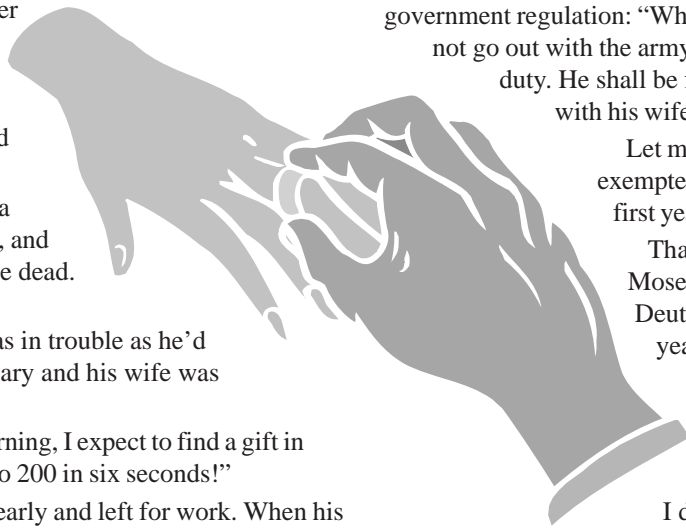 er
d
a
, and
e dead.
as in trouble as he’d
ary and his wife was
rning, I expect to find a gift in
o 200 in six seconds!”
early and left for work. When his
government regulation: “Wh
not go out with the army
duty. He shall be
with his wife
Let m
exempte
first yea
Tha
Mose
Deut
yea
I d